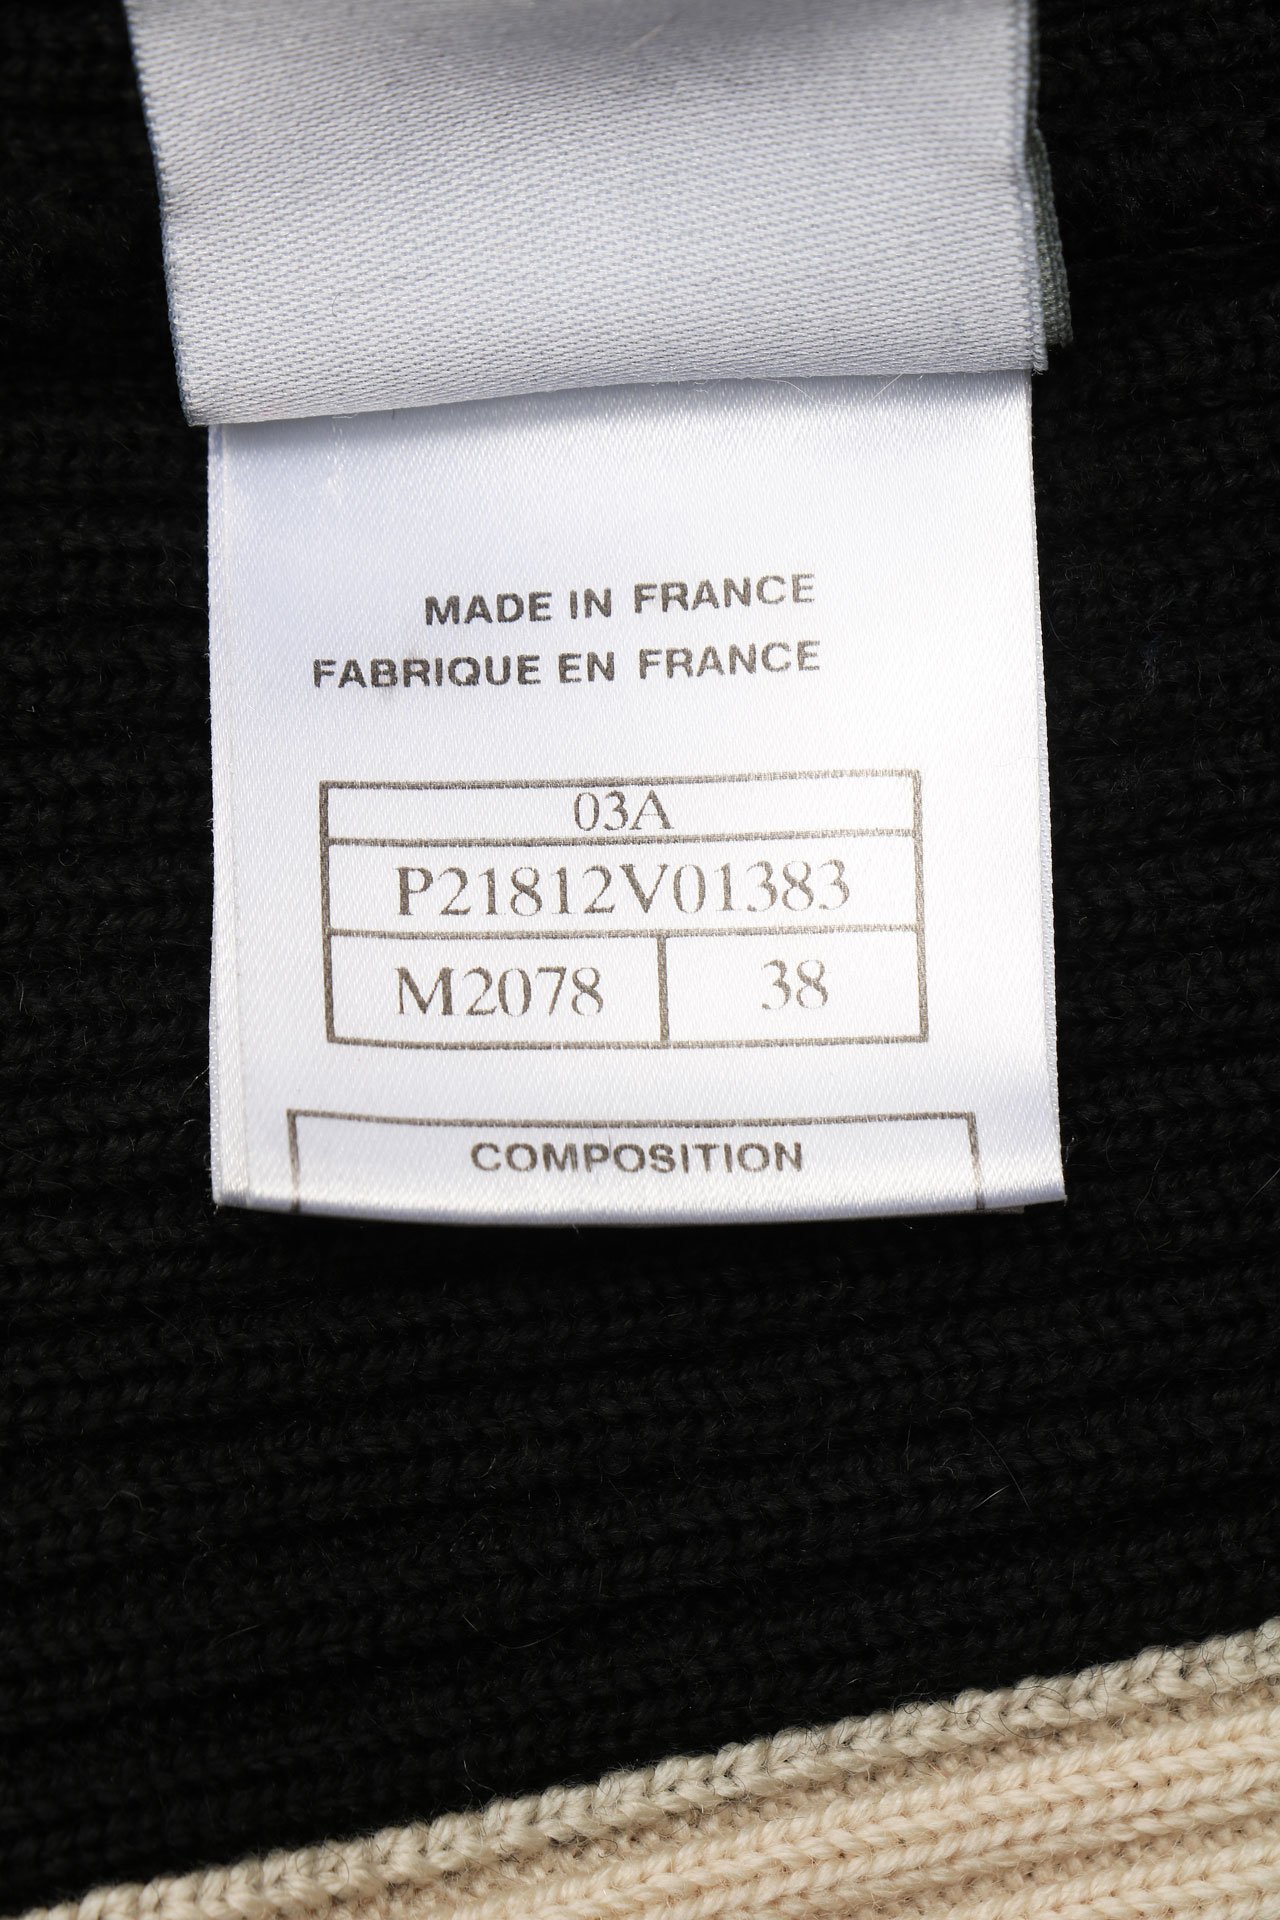 MADE IN FRANCE
FABRIQUE EN FRANCE
03A
P21812V01383
M2078 38
COMPOSITION